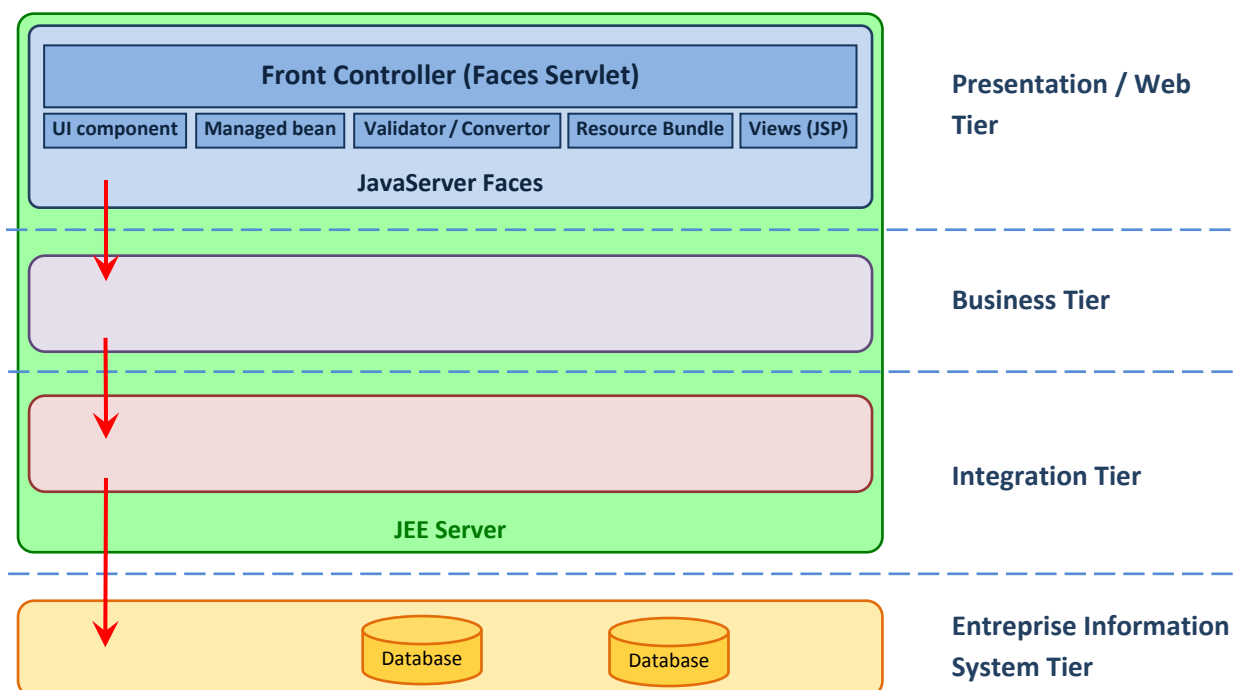 Front Controller (Faces Servlet)
UI component
Managed bean
Validator / Convertor
Resource Bundle
Views (JSP)
JavaServer Faces
Presentation / Web
Tier
Business Tier
Integration Tier
JEE Server
Database
Database
Entreprise Information
System Tier